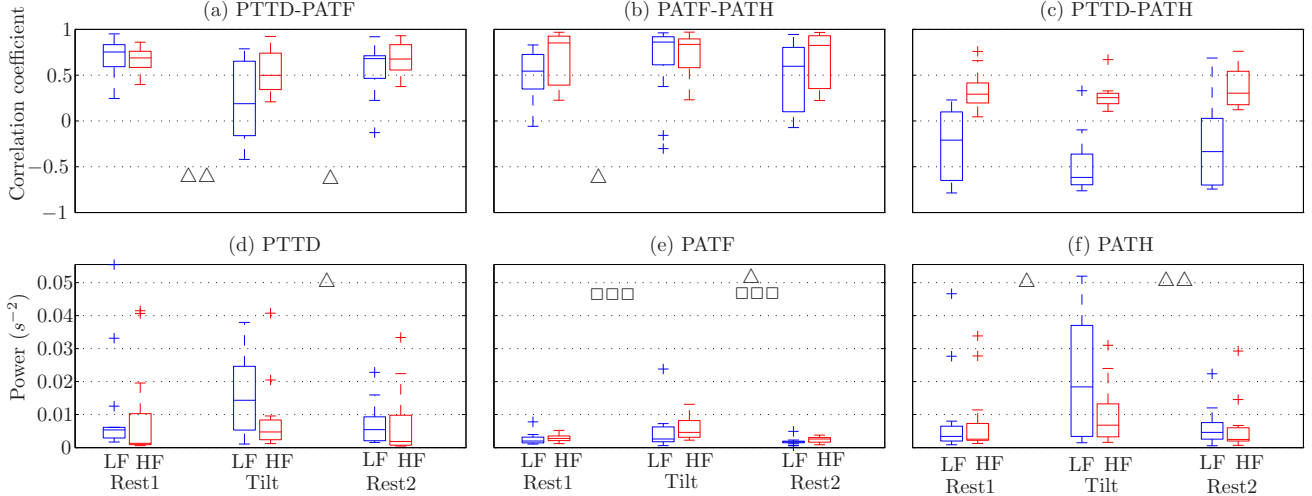 (a) PTTD-PATF
(b) PATF-PATH
(c) PTTD-PATH
Correlation coefficient
1
0.5
0
−0.5
−1
(d) PTTD
(e) PATF
(f) PATH
Power (s⁻²)
0.05
0.04
0.03
0.02
0.01
0
LF HF LF HF LF HF
Rest1 Tilt Rest2
LF HF LF HF LF HF
Rest1 Tilt Rest2
LF HF LF HF LF HF
Rest1 Tilt Rest2